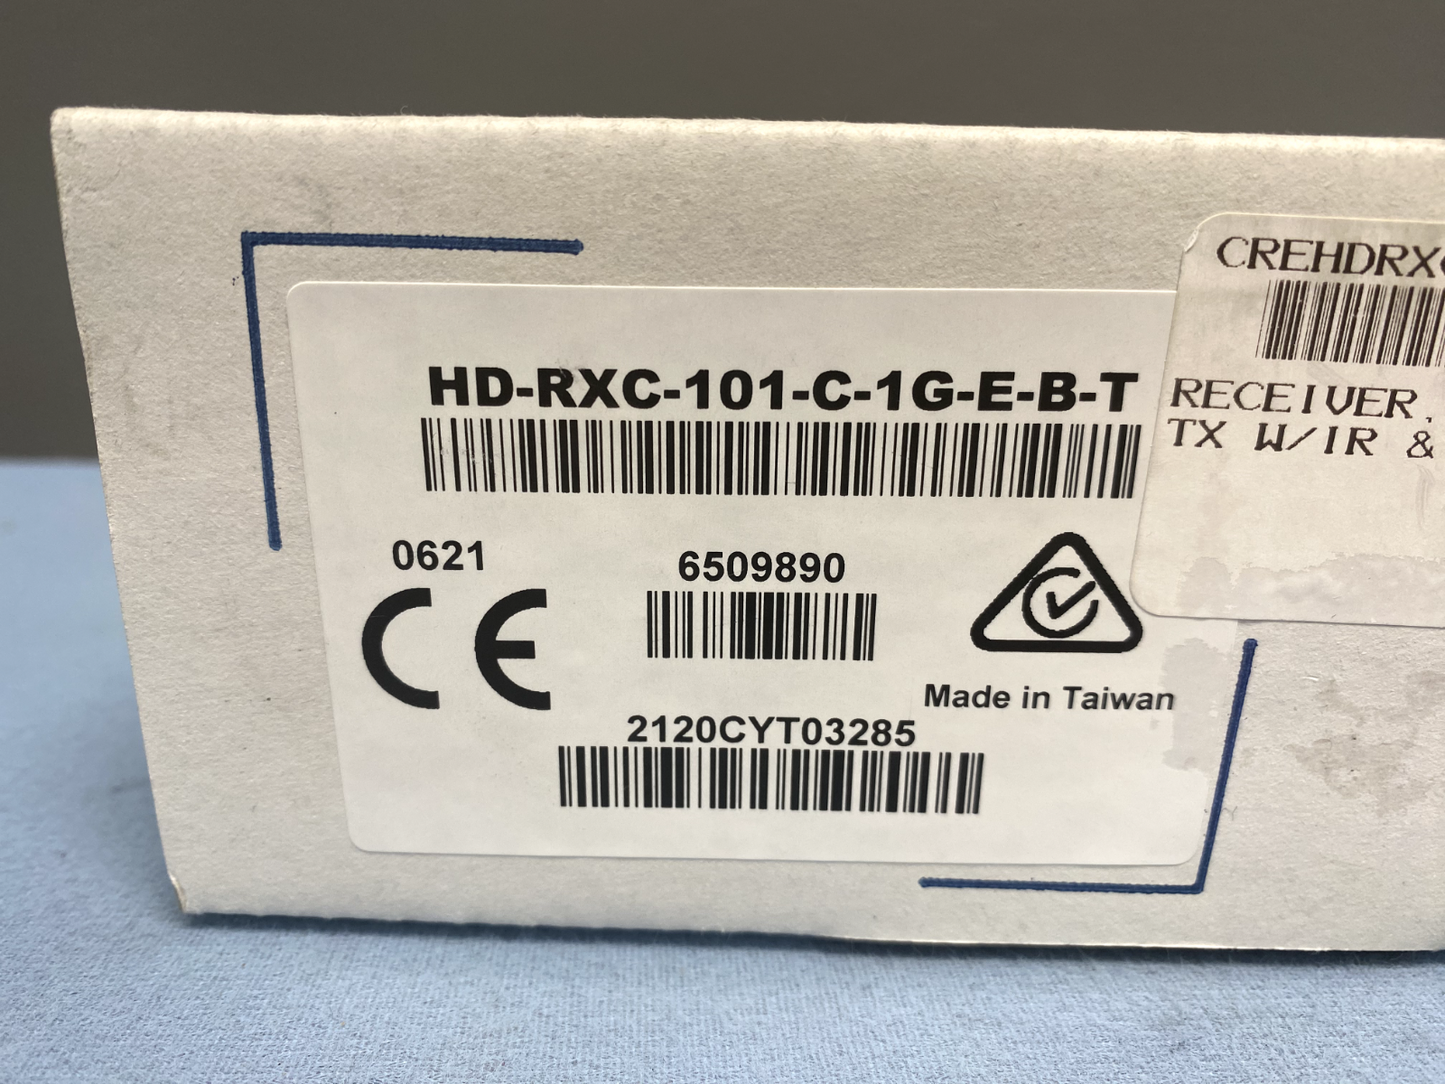 HD-RXC-101-C-1G-E-B-T
0621
CE
6509890
Made in Taiwan
2120CYT03285
CREHDRX
RECEIVER,
TX W/IR &